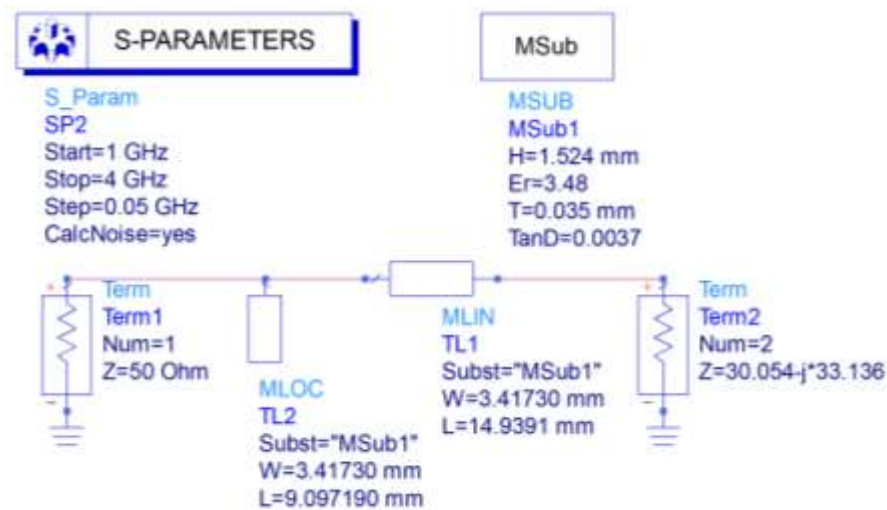 S-PARAMETERS
MSub
S_Param
SP2
Start=1 GHz
Stop=4 GHz
Step=0.05 GHz
CalcNoise=yes
MSUB
MSub1
H=1.524 mm
Er=3.48
T=0.035 mm
TanD=0.0037
Term
Term1
Num=1
Z=50 Ohm
MLOC
TL2
Subst="MSub1"
W=3.41730 mm
L=9.097190 mm
MLIN
TL1
Subst="MSub1"
W=3.41730 mm
L=14.9391 mm
Term
Term2
Num=2
Z=30.054-j*33.136